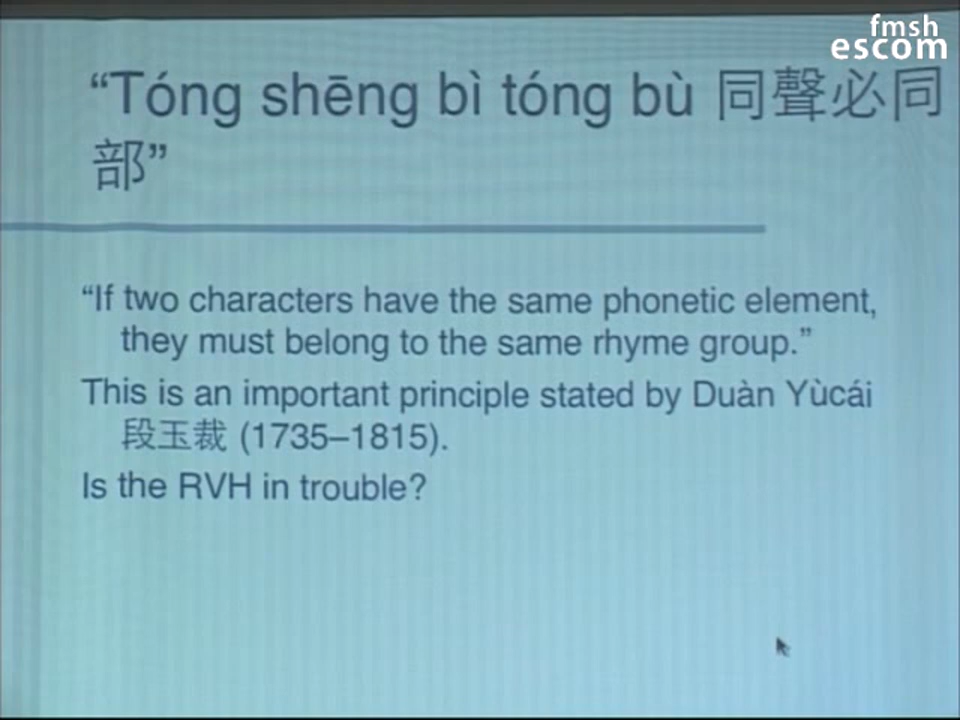 fmsh
escom
“Tóng shēng bì tóng bù 同聲必同
部”
“If two characters have the same phonetic element,
they must belong to the same rhyme group.”
This is an important principle stated by Duàn Yùcái
段玉裁 (1735–1815).
Is the RVH in trouble?